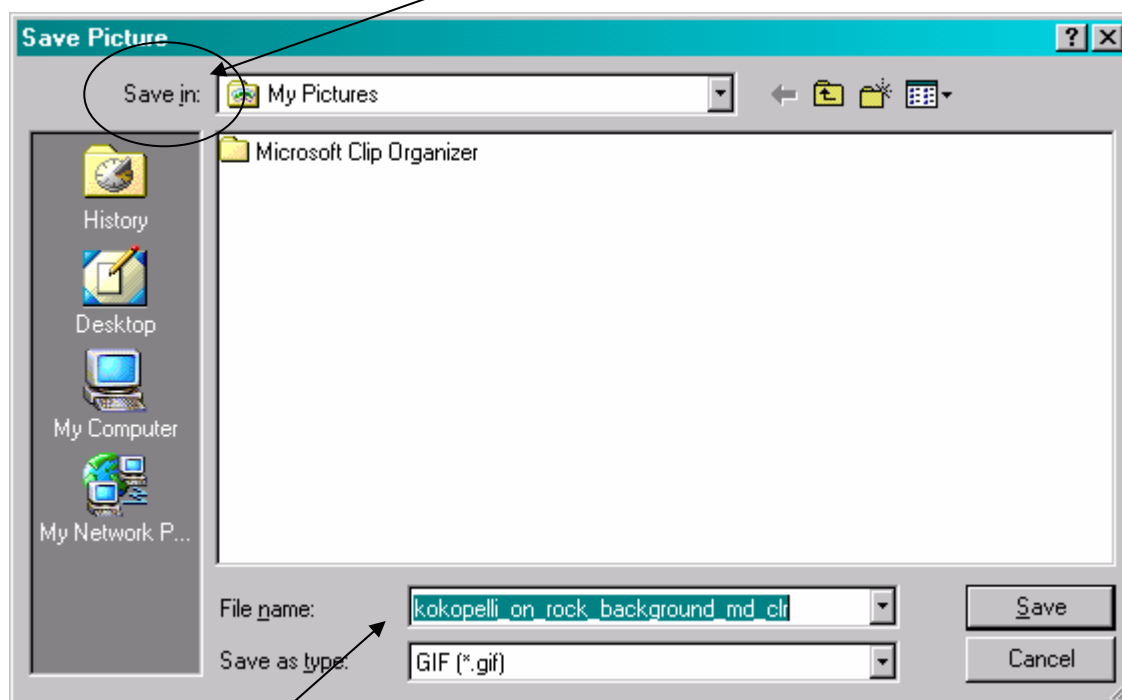 Save Picture
Save in: My Pictures
Microsoft Clip Organizer
History
Desktop
My Computer
My Network P...
File name: kokopelli_on_rock_background_md_clr Save
Save as type: GIF (*.gif) Cancel